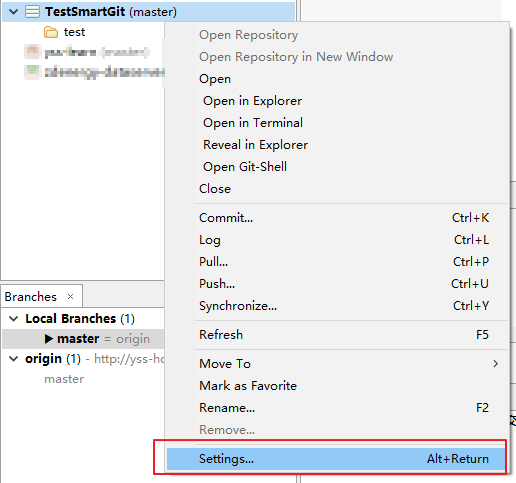 TestSmartGit (master)
test
(master)
Open Repository
Open Repository in New Window
Open
Open in Explorer
Open in Terminal
Reveal in Explorer
Open Git-Shell
Close
Commit... Ctrl+K
Log Ctrl+L
Pull... Ctrl+P
Push... Ctrl+U
Synchronize... Ctrl+Y
Refresh F5
Move To
Mark as Favorite
Rename... F2
Remove...
Settings... Alt+Return
Branches ×
Local Branches (1)
master = origin
origin (1) - http://yss-
master